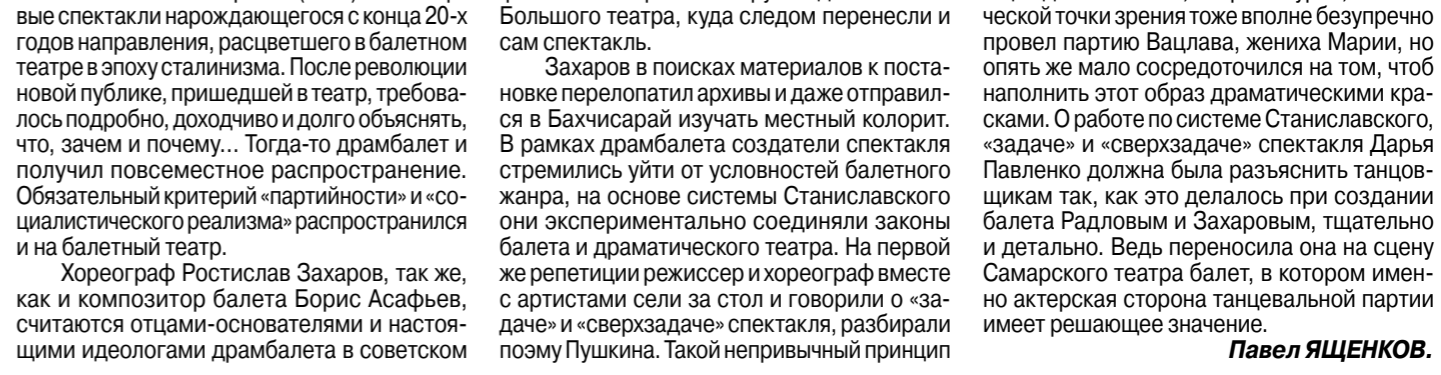 вые спектакли нарождающегося с конца 20-х
годов направления, расцветшего в балетном
театре в эпоху сталинизма. После революции
новой публике, пришедшей в театр, требова-
лось подробно, доходчиво и долго объяснять,
что, зачем и почему... Тогда-то драмбалет и
получил повсеместное распространение.
Обязательный критерий «партийности» и «со-
циалистического реализма» распространился
и на балетный театр.
Хореограф Ростислав Захаров, так же,
как и композитор балета Борис Асафьев,
считаются отцами-основателями и настоя-
щими идеологами драмбалета в советском
Большого театра, куда следом перенесли и
сам спектакль.
Захаров в поисках материалов к поста-
новке перелопатил архивы и даже отправил-
ся в Бахчисарай изучать местный колорит.
В рамках драмбалета создатели спектакля
стремились уйти от условностей балетного
жанра, на основе системы Станиславского
они экспериментально соединяли законы
балета и драматического театра. На первой
же репетиции режиссер и хореограф вместе
с артистами сели за стол и говорили о «за-
даче» и «сверхзадаче» спектакля, разбирали
поэму Пушкина. Такой непривычный принцип
ческой точки зрения тоже вполне безупречно
провел партию Вацлава, жениха Марии, но
опять же мало сосредоточился на том, чтоб
наполнить этот образ драматическими кра-
сками. О работе по системе Станиславского,
«задаче» и «сверхзадаче» спектакля Дарья
Павленко должна была разъяснить танцов-
щикам так, как это делалось при создании
балета Радловым и Захаровым, тщательно
и детально. Ведь переносила она на сцену
Самарского театра балет, в котором имен-
но актерская сторона танцевальной партии
имеет решающее значение.
Павел ЯЩЕНКОВ.